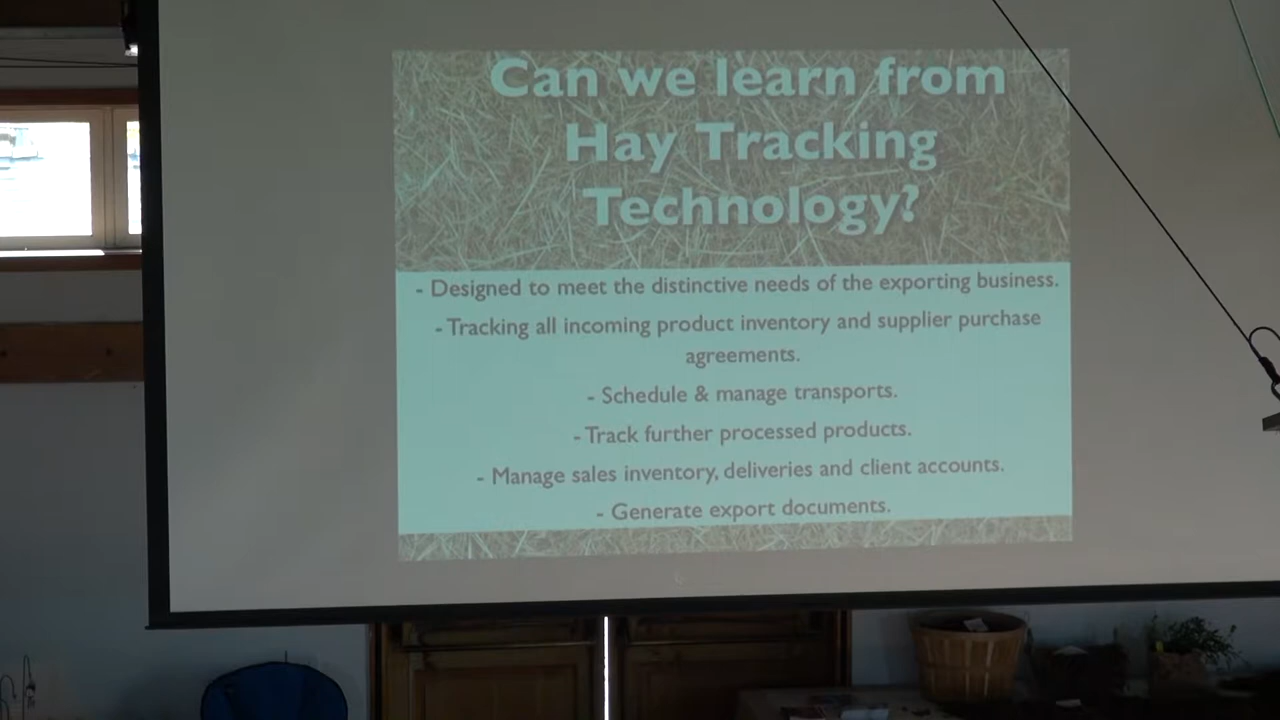 Can we learn from
Hay Tracking
Technology?
- Designed to meet the distinctive needs of the exporting business.
- Tracking all incoming product inventory and supplier purchase
agreements.
- Schedule & manage transports.
- Track further processed products.
- Manage sales inventory, deliveries and client accounts.
- Generate export documents.